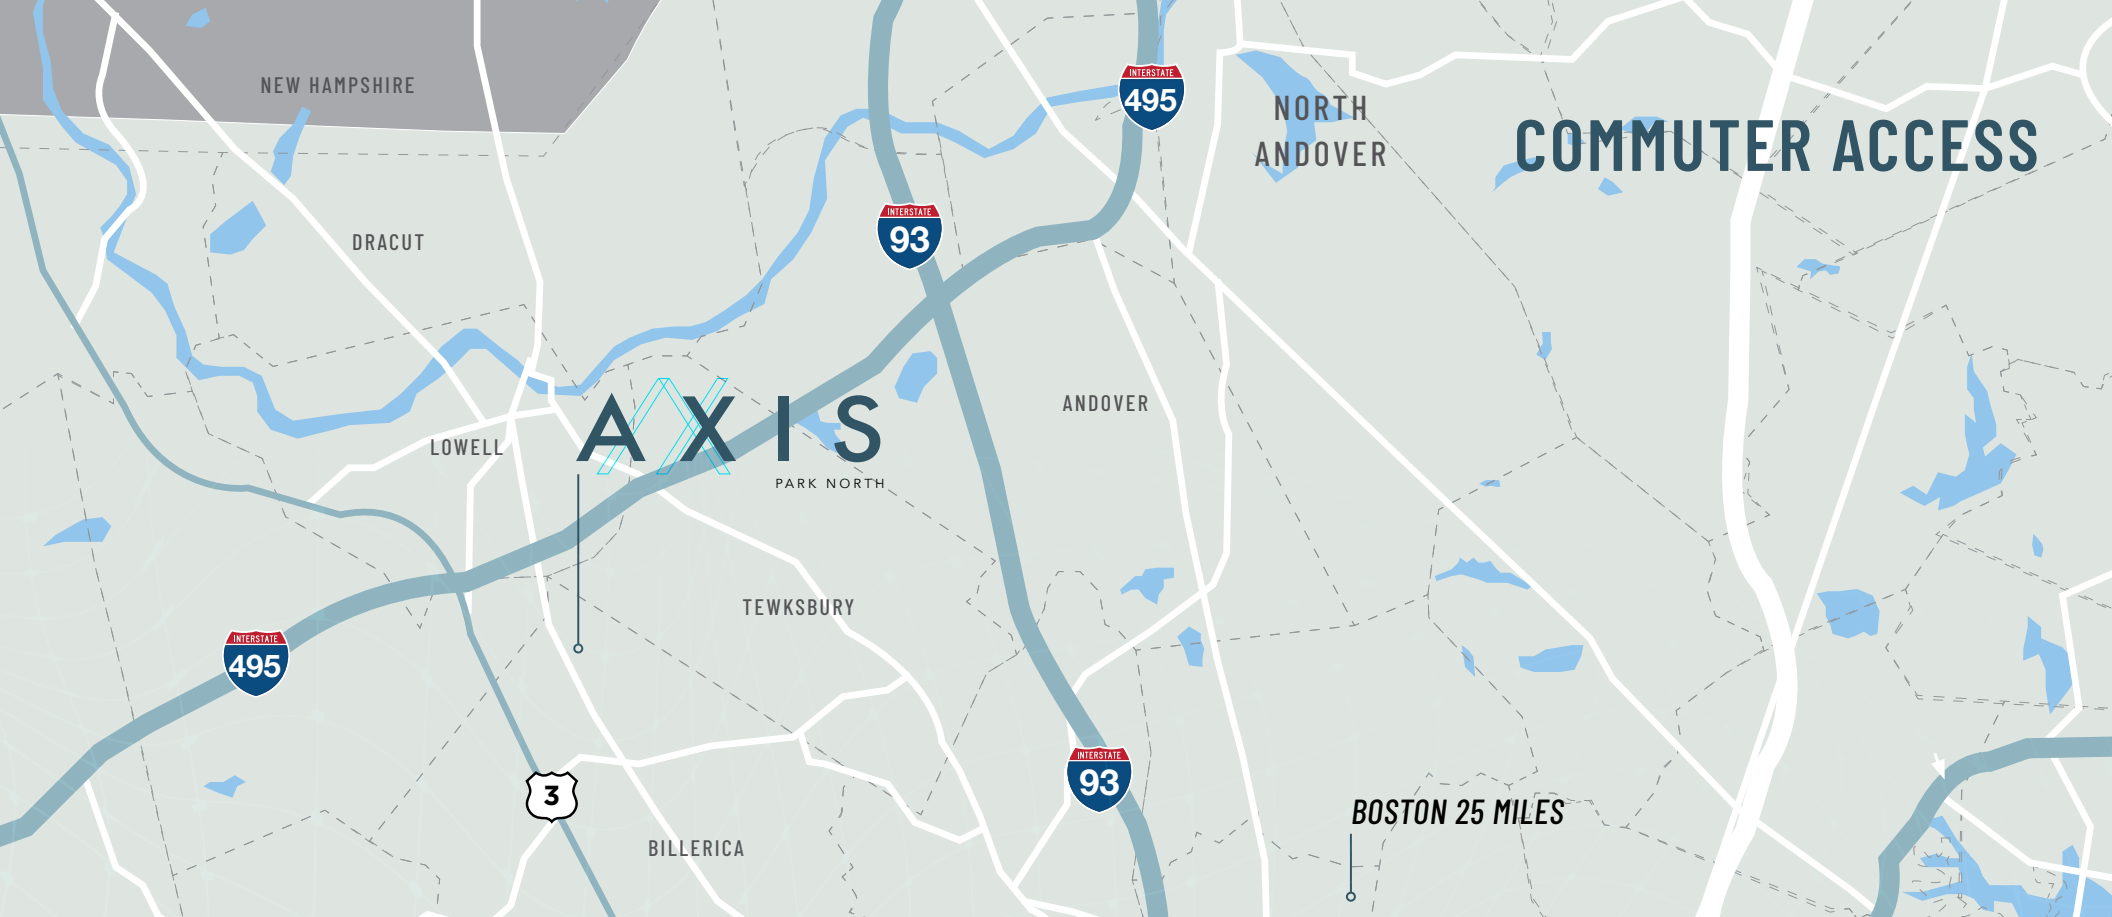 NEW HAMPSHIRE
INTERSTATE
495
NORTH
ANDOVER
COMMUTER ACCESS
INTERSTATE
93
DRACUT
ANDOVER
AXIS
PARK NORTH
LOWELL
TEWKSBURY
INTERSTATE
495
INTERSTATE
93
3
BOSTON 25 MILES
BILLERICA